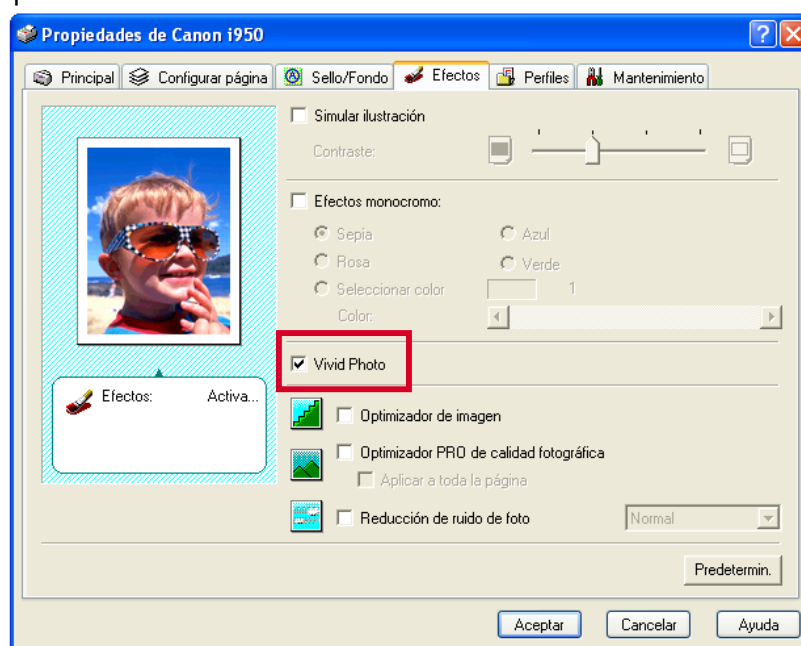 Propiedades de Canon i950
Principal Configurar página Sello/Fondo Efectos Perfiles Mantenimiento
Simular ilustración
Contraste:
Efectos monocromo:
Sepia Azul
Rosa Verde
Seleccionar color 1
Color:
Vivid Photo
Efectos: Activa...
Optimizador de imagen
Optimizador PRO de calidad fotográfica
Aplicar a toda la página
Reducción de ruido de foto Normal
Predetermin.
Aceptar Cancelar Ayuda